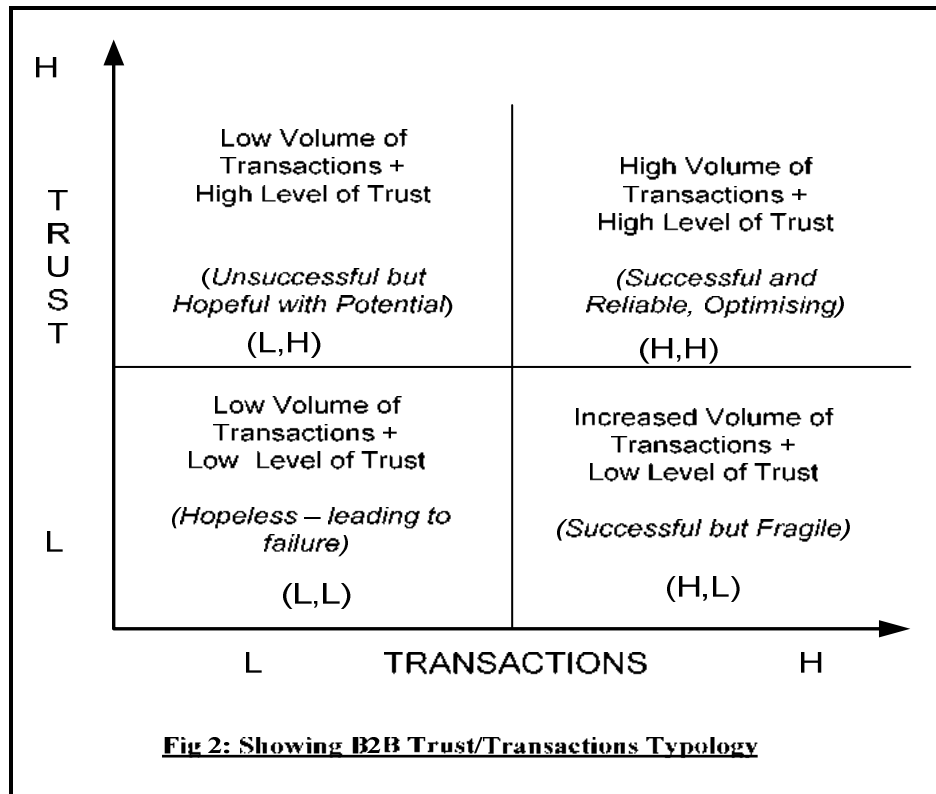 H
TRUST
L
Low Volume of
Transactions +
High Level of Trust
(Unsuccessful but
Hopeful with Potential)
(L,H)
High Volume of
Transactions +
High Level of Trust
(Successful and
Reliable, Optimising)
(H,H)
Low Volume of
Transactions +
Low Level of Trust
(Hopeless – leading to
failure)
(L,L)
Increased Volume of
Transactions +
Low Level of Trust
(Successful but Fragile)
(H,L)
L TRANSACTIONS H
Fig 2: Showing B2B Trust/Transactions Typology